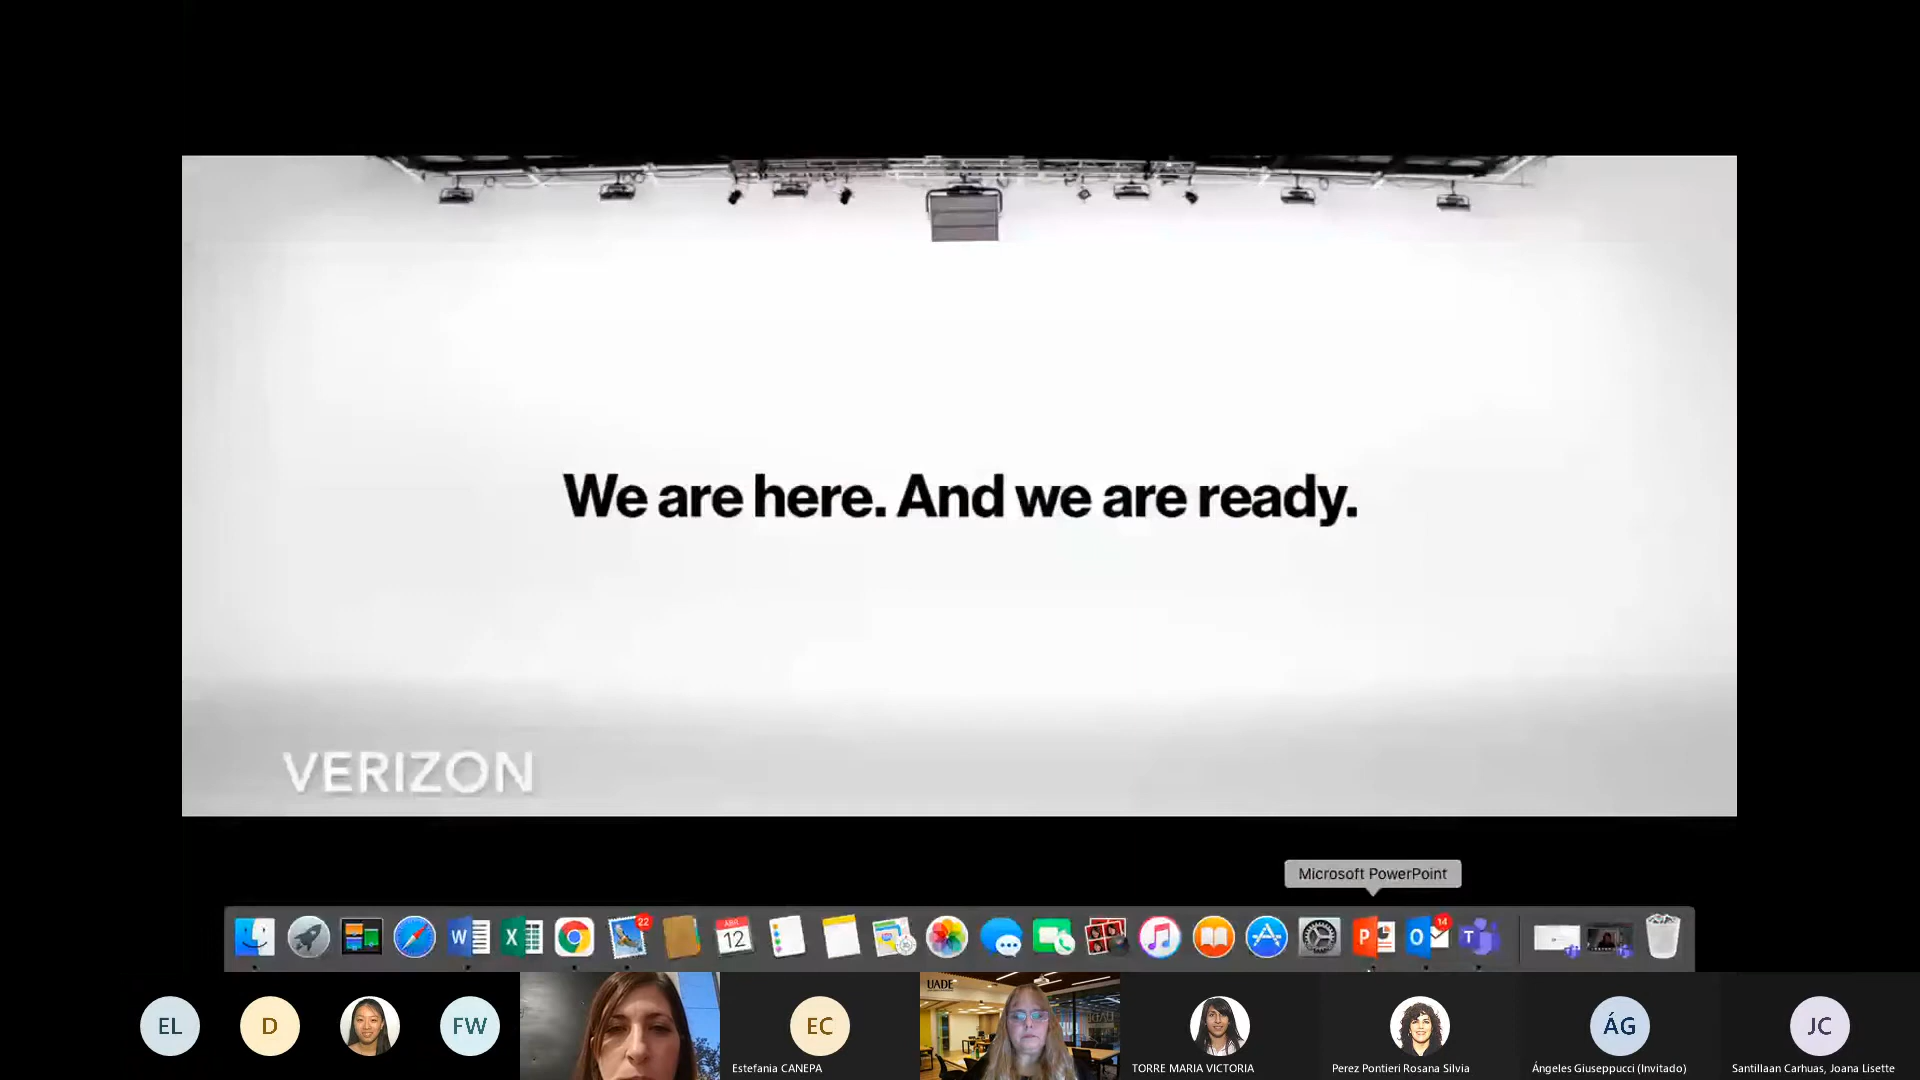 We are here. And we are ready.
VERIZON
Microsoft PowerPoint
22
ABR
12
14
W
X
P
O
T
UADE
EL
D
FW
EC
ÁG
JC
Estefania CANEPA
TORRE MARIA VICTORIA
Perez Pontieri Rosana Silvia
Ángeles Giuseppucci (Invitado)
Santillaan Carhuas, Joana Lisette